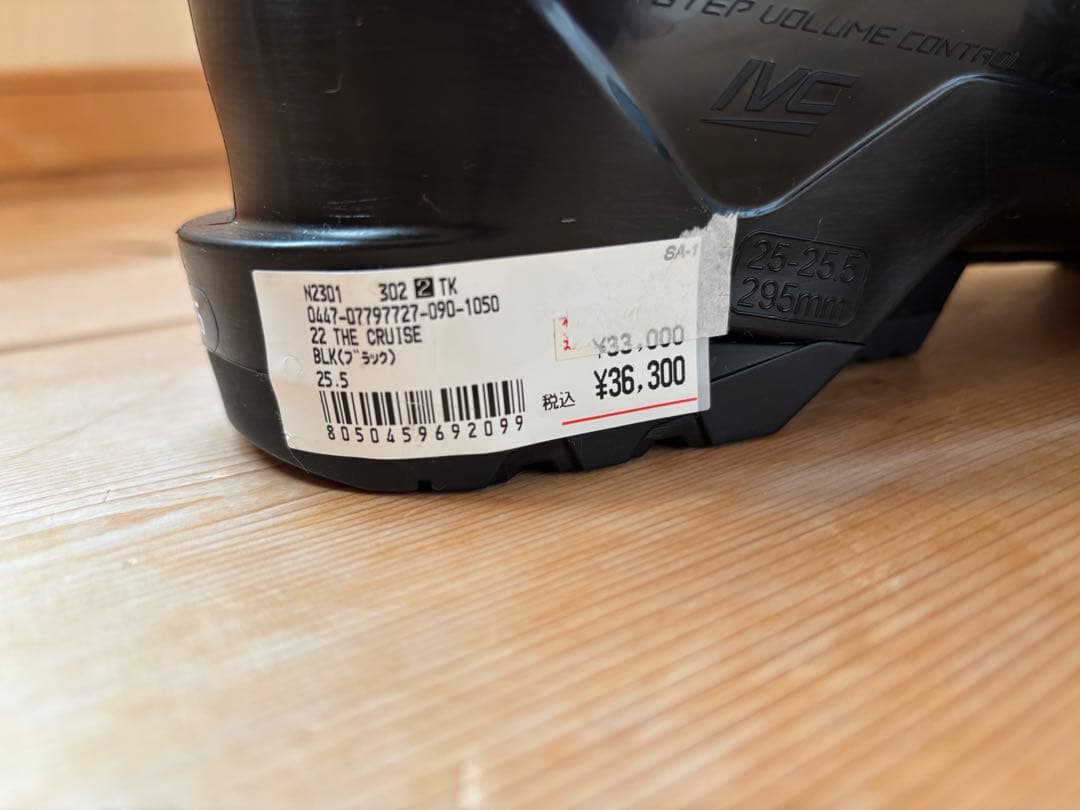 STEP VOLUME CONTROL
IVC
25-25.5
295mm
SA-1
N2301 302 2 TK
0447-07797727-090-1050
22 THE CRUISE
BLK(ブラック)
25.5
8050459692099
¥33,000
税込 ¥36,300